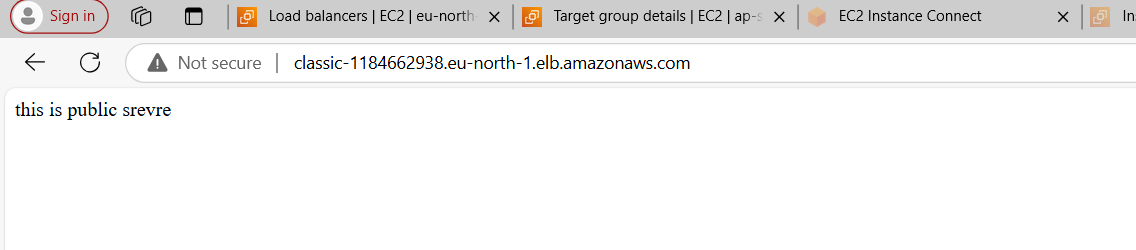 Sign in
Load balancers | EC2 | eu-north
Target group details | EC2 | ap-s
EC2 Instance Connect
In
Not secure
classic-1184662938.eu-north-1.elb.amazonaws.com
this is public srevre